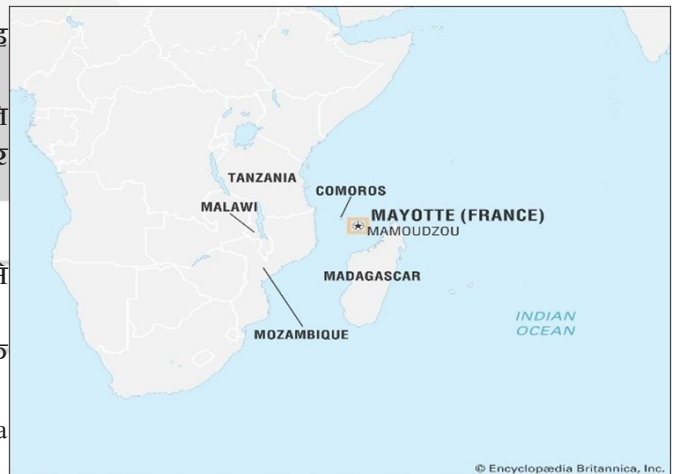 TANZANIA
COMOROS
MALAWI
MAYOTTE (FRANCE)
MAMOUDZOU
MADAGASCAR
INDIAN
OCEAN
MOZAMBIQUE
© Encyclopædia Britannica, Inc.